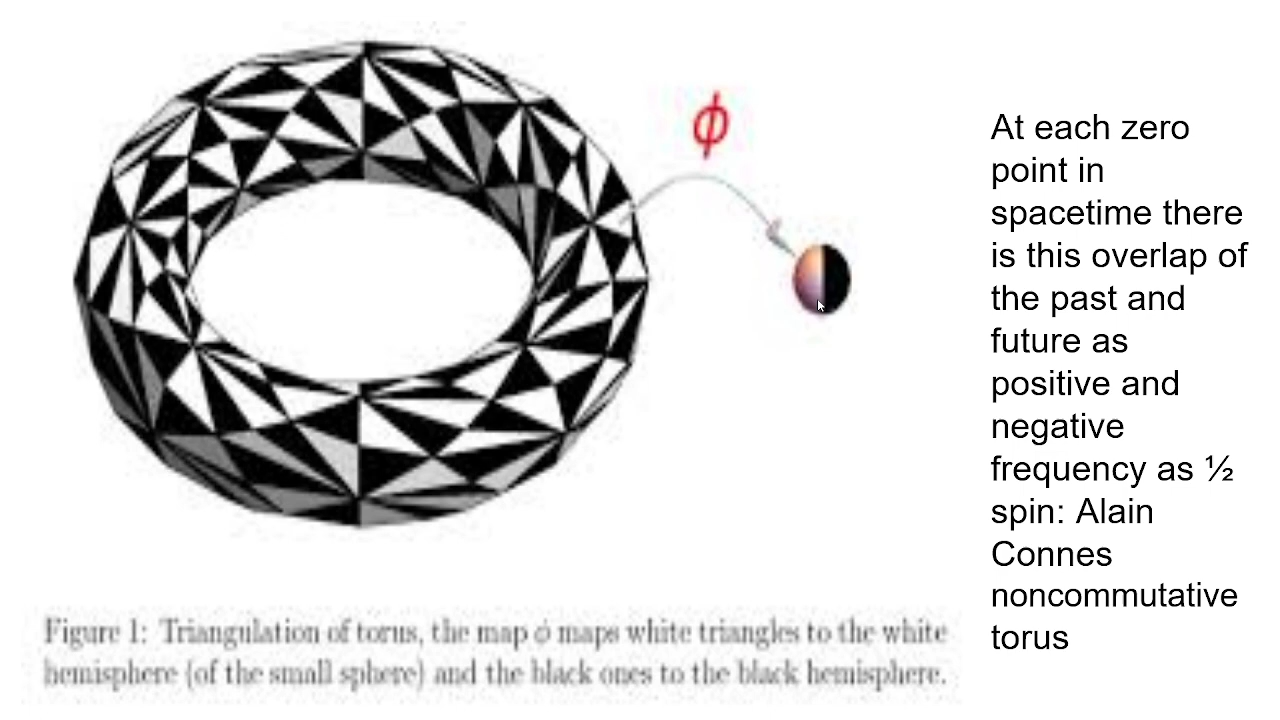 ϕ
At each zero
point in
spacetime there
is this overlap of
the past and
future as
positive and
negative
frequency as ½
spin: Alain
Connes
noncommutative
torus
Figure 1: Triangulation of torus, the map ϕ maps white triangles to the white
hemisphere (of the small sphere) and the black ones to the black hemisphere.